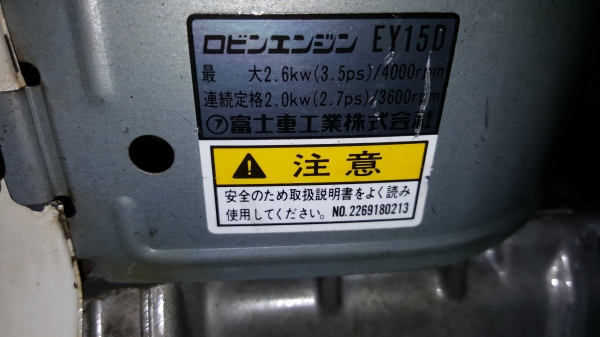 ロビンエンジン EY15D
最 大2.6kw(3.5ps)/4000rpm
連続定格2.0kw(2.7ps)/3600rpm
㋐富士重工業株式会社
注意
安全のため取扱説明書をよく読み
使用してください。NO.2269180213